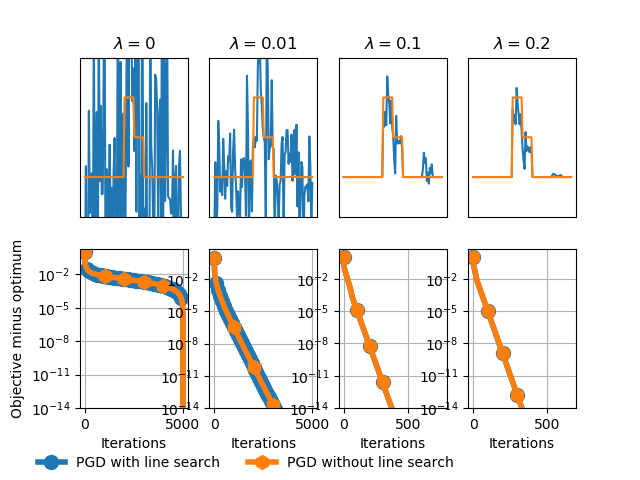 λ = 0
λ = 0.01
λ = 0.1
λ = 0.2
Objective minus optimum
10⁻²
10⁻⁵
10⁻⁸
10⁻¹¹
10⁻¹⁴
0 5000
Iterations
10⁻²
10⁻⁵
10⁻⁸
10⁻¹¹
10⁻¹⁴
0 5000
Iterations
10⁻²
10⁻⁵
10⁻⁸
10⁻¹¹
10⁻¹⁴
0 500
Iterations
10⁻²
10⁻⁵
10⁻⁸
10⁻¹¹
10⁻¹⁴
0 500
Iterations
PGD with line search
PGD without line search